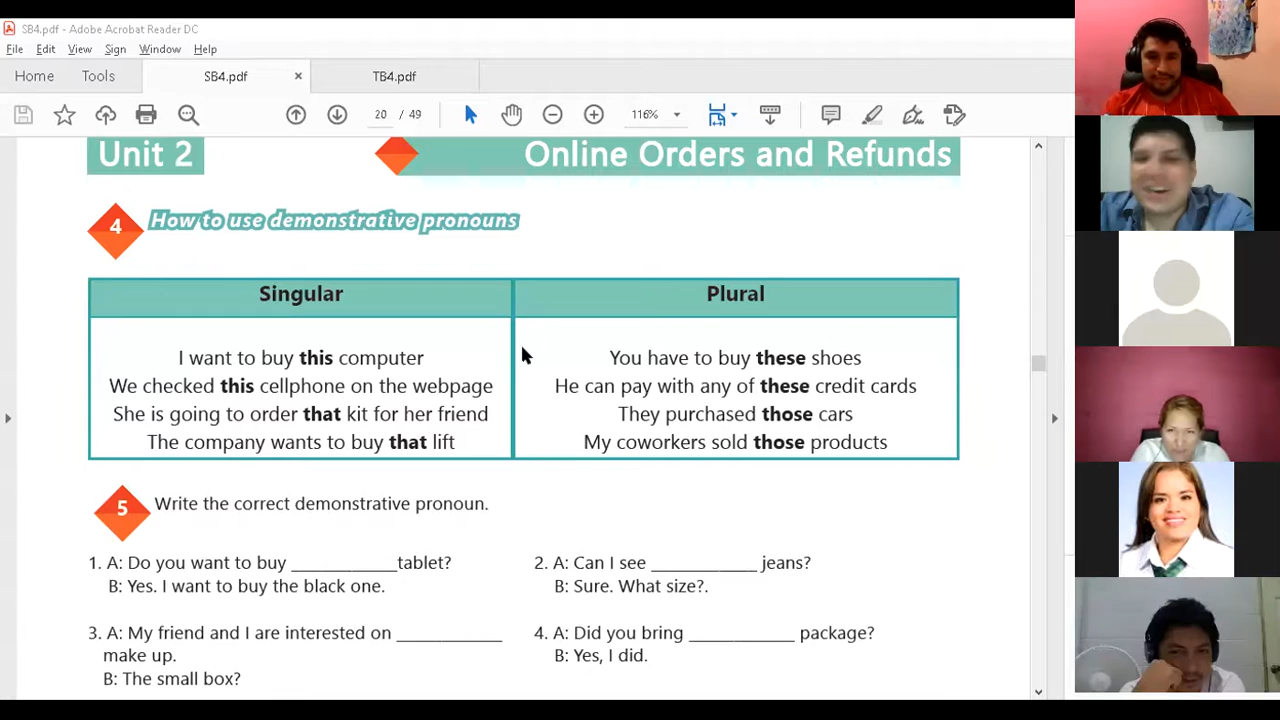 SB4.pdf - Adobe Acrobat Reader DC
File Edit View Sign Window Help
Home Tools SB4.pdf × TB4.pdf
20 / 49 116%
Unit 2 Online Orders and Refunds
4 How to use demonstrative pronouns
Singular Plural
I want to buy this computer You have to buy these shoes
We checked this cellphone on the webpage He can pay with any of these credit cards
She is going to order that kit for her friend They purchased those cars
The company wants to buy that lift My coworkers sold those products
5 Write the correct demonstrative pronoun.
1. A: Do you want to buy ___________tablet? 2. A: Can I see ___________ jeans?
B: Yes. I want to buy the black one. B: Sure. What size?.
3. A: My friend and I are interested on ___________ 4. A: Did you bring ___________ package?
make up. B: Yes, I did.
B: The small box?